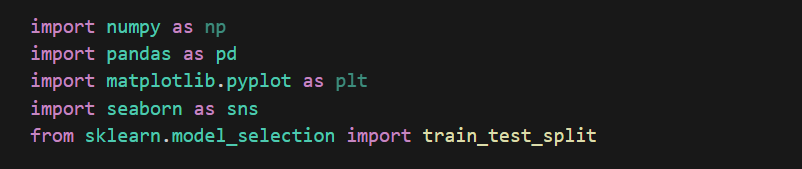 import numpy as np
import pandas as pd
import matplotlib.pyplot as plt
import seaborn as sns
from sklearn.model_selection import train_test_split